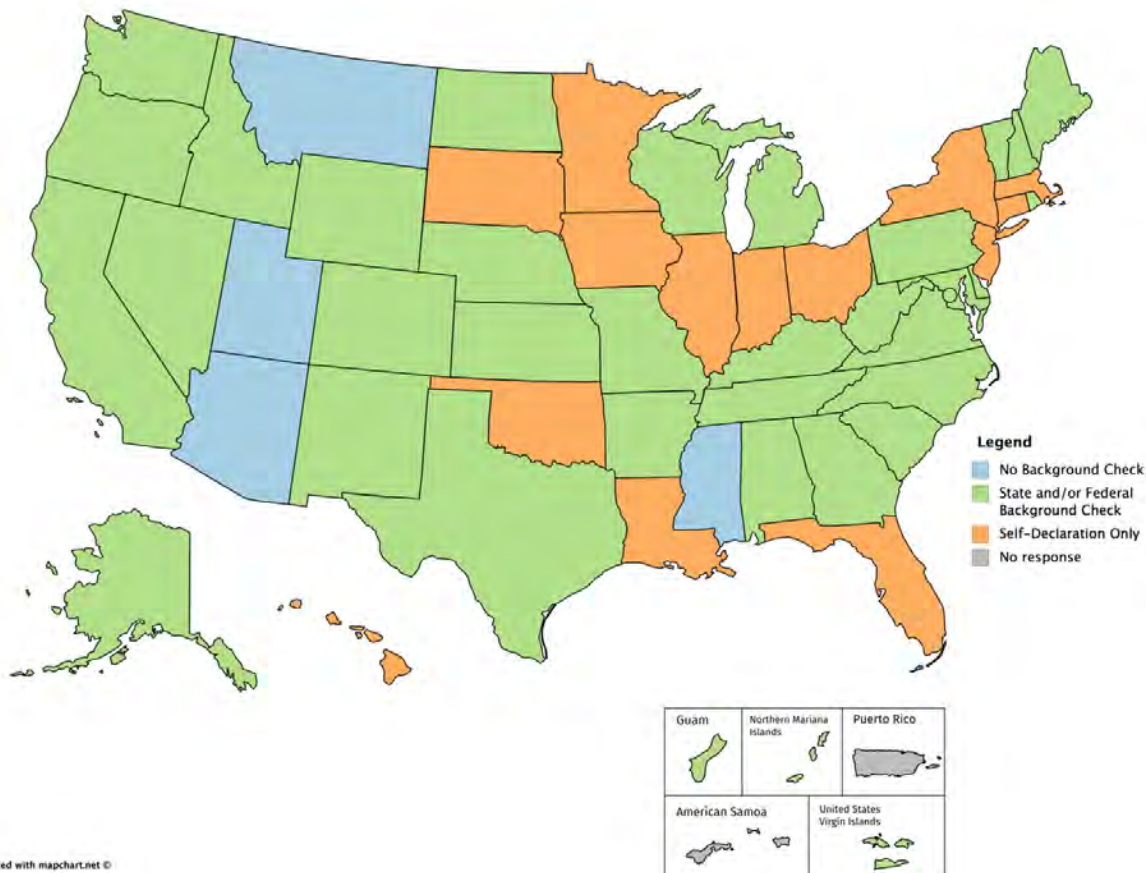 Legend
No Background Check
State and/or Federal
Background Check
Self-Declaration Only
No response
Guam
Northern Mariana
Islands
Puerto Rico
American Samoa
United States
Virgin Islands
ed with mapchart.net ©